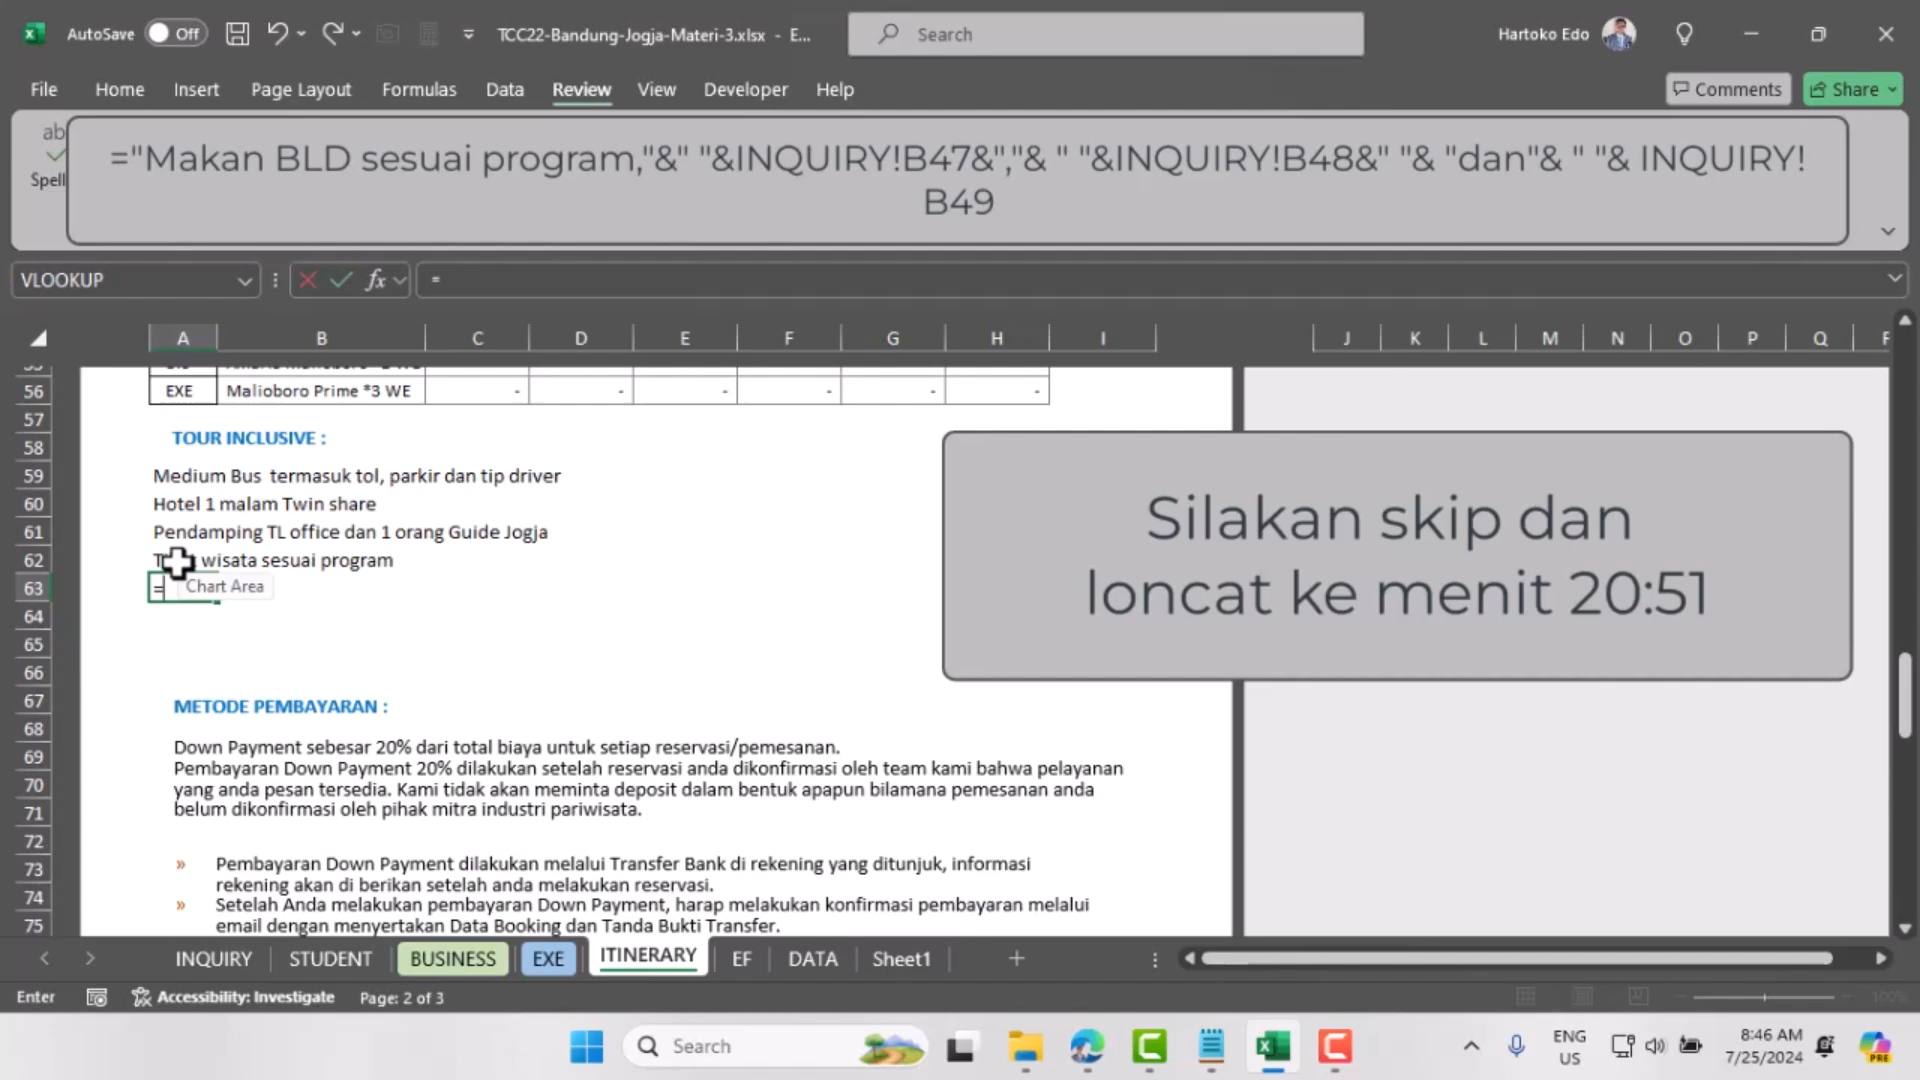 AutoSave Off TCC22-Bandung-Jogja-Materi-3.xlsx - E... Search Hartoko Edo
File Home Insert Page Layout Formulas Data Review View Developer Help Comments Share
ab
Spell
="Makan BLD sesuai program,"&" "&INQUIRY!B47&","& " "&INQUIRY!B48&" "& "dan"& " "& INQUIRY!
B49
VLOOKUP fx =
A B C D E F G H I J K L M N O P Q
56 EXE Malioboro Prime *3 WE - - - - - -
57
58 TOUR INCLUSIVE :
59 Medium Bus termasuk tol, parkir dan tip driver
60 Hotel 1 malam Twin share
61 Pendamping TL office dan 1 orang Guide Jogja
62 wisata sesuai program
63 = Chart Area
64
65
66
Silakan skip dan
loncat ke menit 20:51
67 METODE PEMBAYARAN :
68
69 Down Payment sebesar 20% dari total biaya untuk setiap reservasi/pemesanan.
Pembayaran Down Payment 20% dilakukan setelah reservasi anda dikonfirmasi oleh team kami bahwa pelayanan
70 yang anda pesan tersedia. Kami tidak akan meminta deposit dalam bentuk apapun bilamana pemesanan anda
71 belum dikonfirmasi oleh pihak mitra industri pariwisata.
72
73 » Pembayaran Down Payment dilakukan melalui Transfer Bank di rekening yang ditunjuk, informasi
rekening akan di berikan setelah anda melakukan reservasi.
74 » Setelah Anda melakukan pembayaran Down Payment, harap melakukan konfirmasi pembayaran melalui
75 email dengan menyertakan Data Booking dan Tanda Bukti Transfer.
INQUIRY STUDENT BUSINESS EXE ITINERARY EF DATA Sheet1 +
Enter Accessibility: Investigate Page: 2 of 3 100%
Search ENG
US 8:46 AM
7/25/2024 PRE